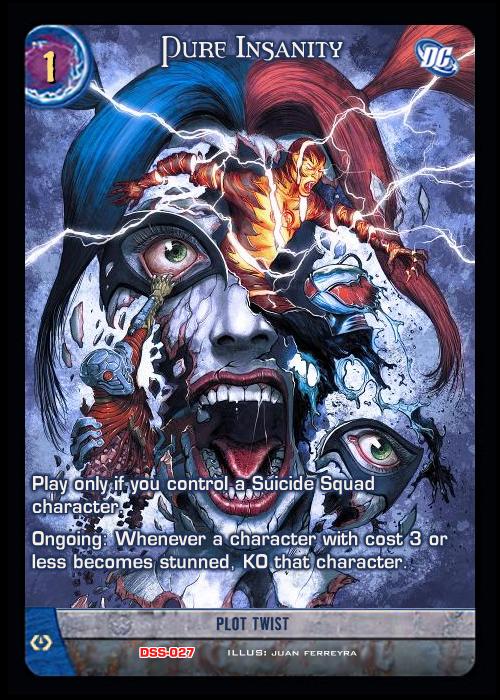 Pure Insanity
1
DC
Play only if you control a Suicide Squad
character.
Ongoing: Whenever a character with cost 3 or
less becomes stunned, KO that character.
PLOT TWIST
DSS-027 ILLUS: JUAN FERREYRA